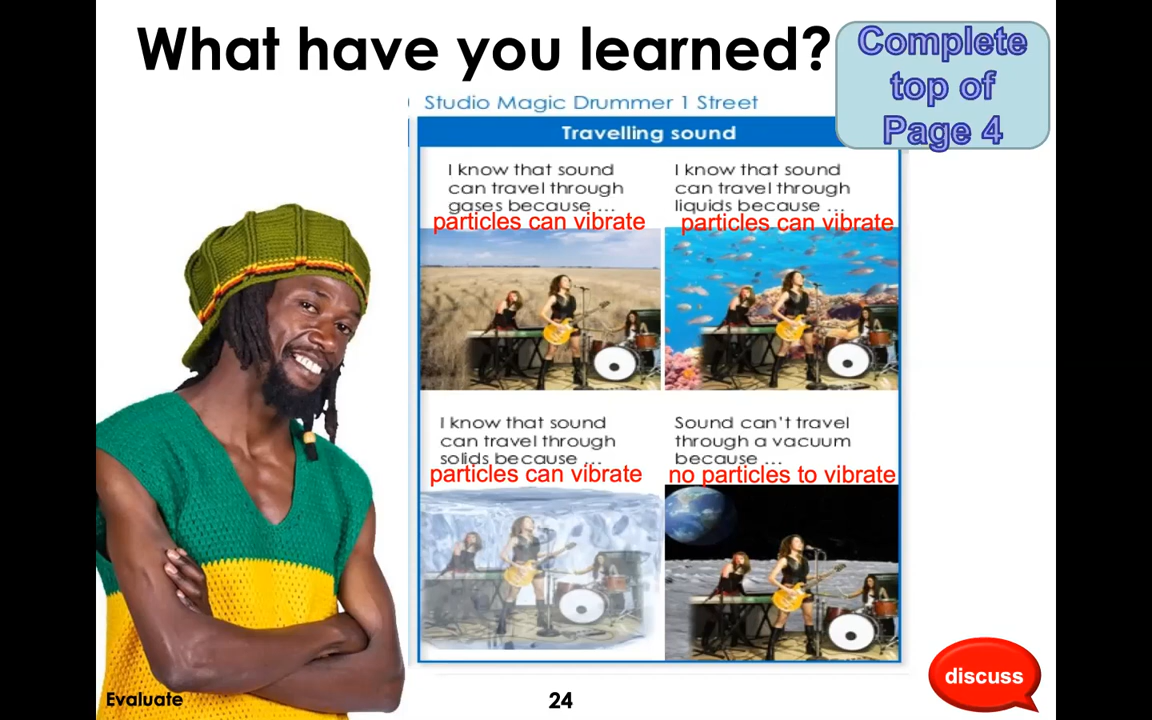 What have you learned?
Complete
top of
Page 4
Studio Magic Drummer 1 Street
Travelling sound
I know that sound
can travel through
gases because ...
particles can vibrate
I know that sound
can travel through
liquids because ...
particles can vibrate
I know that sound
can travel through
solids because ...
particles can vibrate
Sound can't travel
through a vacuum
because ...
no particles to vibrate
discuss
Evaluate
24